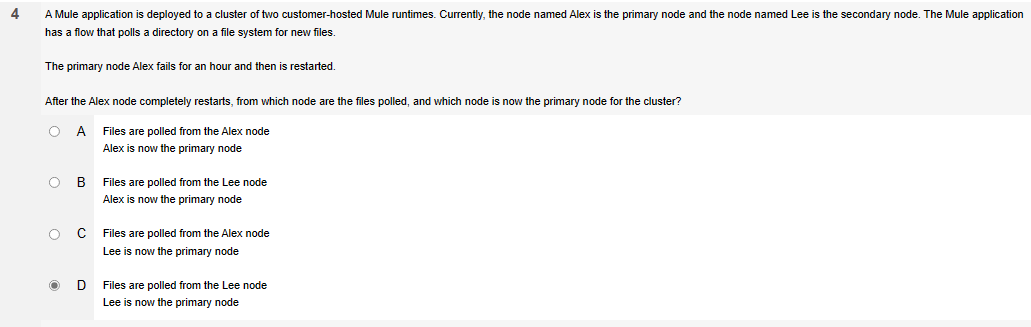 4 A Mule application is deployed to a cluster of two customer-hosted Mule runtimes. Currently, the node named Alex is the primary node and the node named Lee is the secondary node. The Mule application
has a flow that polls a directory on a file system for new files.
The primary node Alex fails for an hour and then is restarted.
After the Alex node completely restarts, from which node are the files polled, and which node is now the primary node for the cluster?
A Files are polled from the Alex node
Alex is now the primary node
B Files are polled from the Lee node
Alex is now the primary node
C Files are polled from the Alex node
Lee is now the primary node
D Files are polled from the Lee node
Lee is now the primary node